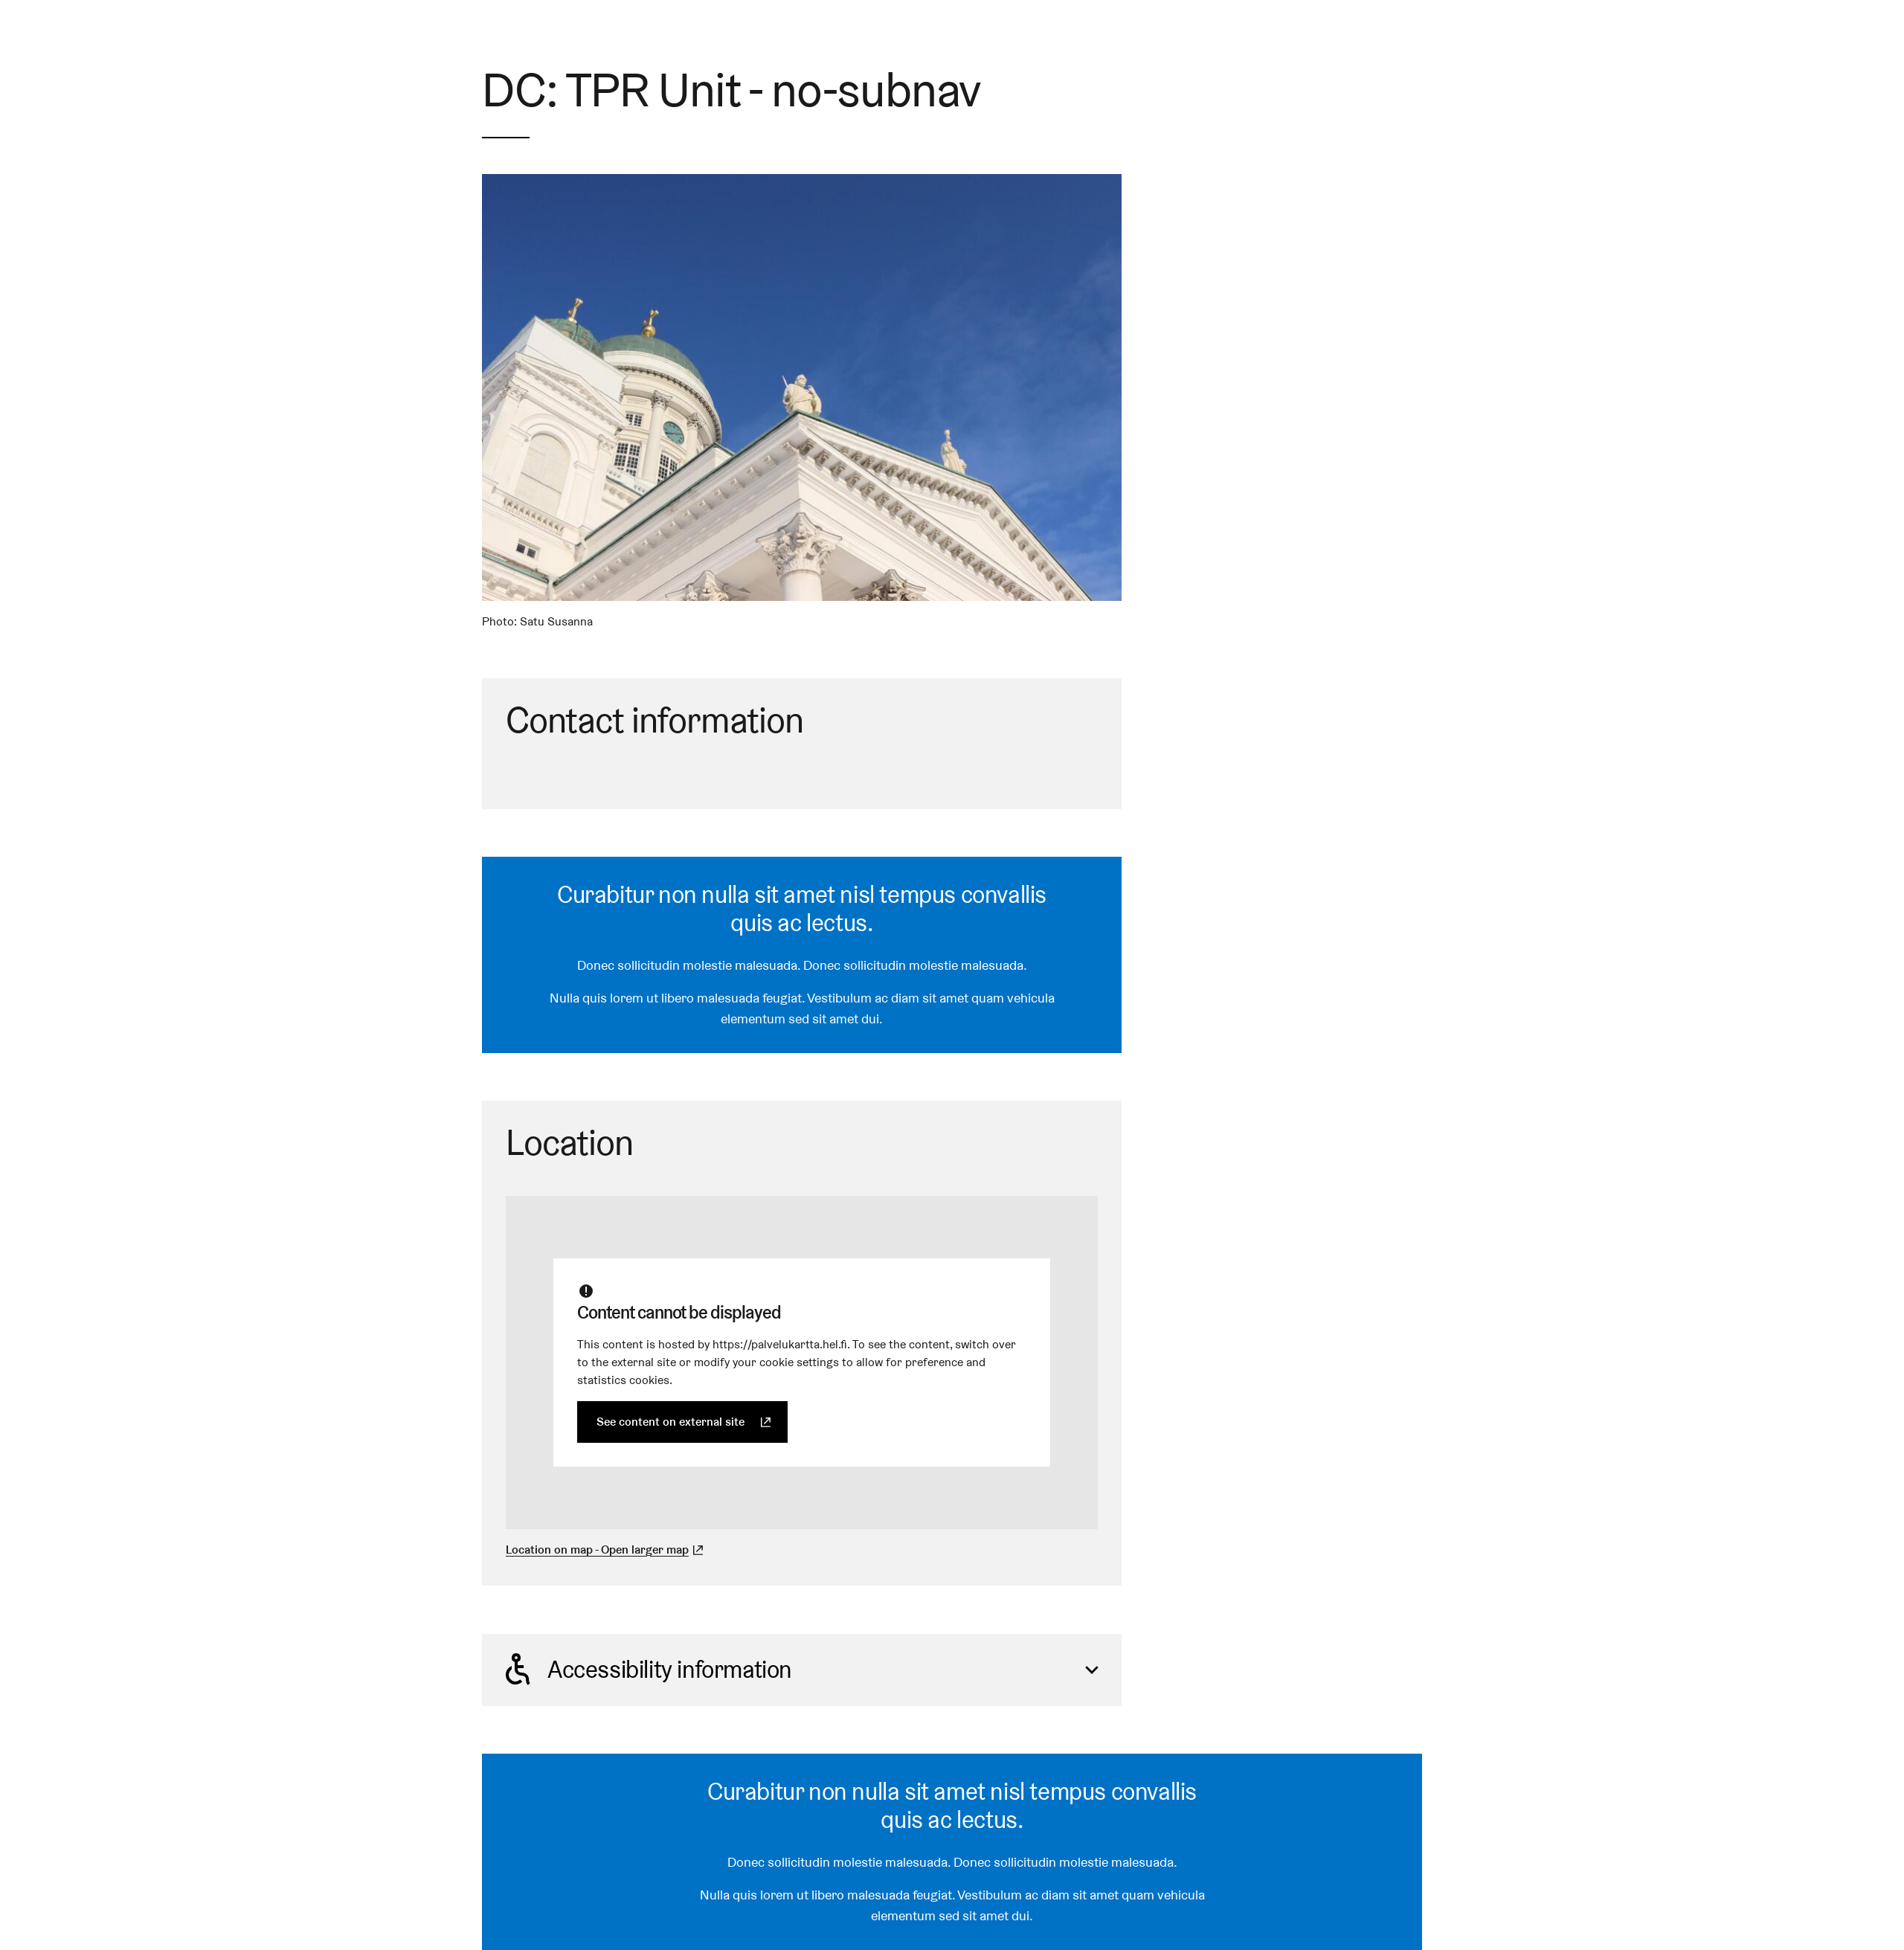 DC: TPR Unit - no-subnav
Photo: Satu Susanna
Contact information
Curabitur non nulla sit amet nisl tempus convallis
quis ac lectus.
Donec sollicitudin molestie malesuada. Donec sollicitudin molestie malesuada.
Nulla quis lorem ut libero malesuada feugiat. Vestibulum ac diam sit amet quam vehicula
elementum sed sit amet dui.
Location
Content cannot be displayed
This content is hosted by https://palvelukartta.hel.fi. To see the content, switch over
to the external site or modify your cookie settings to allow for preference and
statistics cookies.
See content on external site
Location on map - Open larger map
Accessibility information
Curabitur non nulla sit amet nisl tempus convallis
quis ac lectus.
Donec sollicitudin molestie malesuada. Donec sollicitudin molestie malesuada.
Nulla quis lorem ut libero malesuada feugiat. Vestibulum ac diam sit amet quam vehicula
elementum sed sit amet dui.